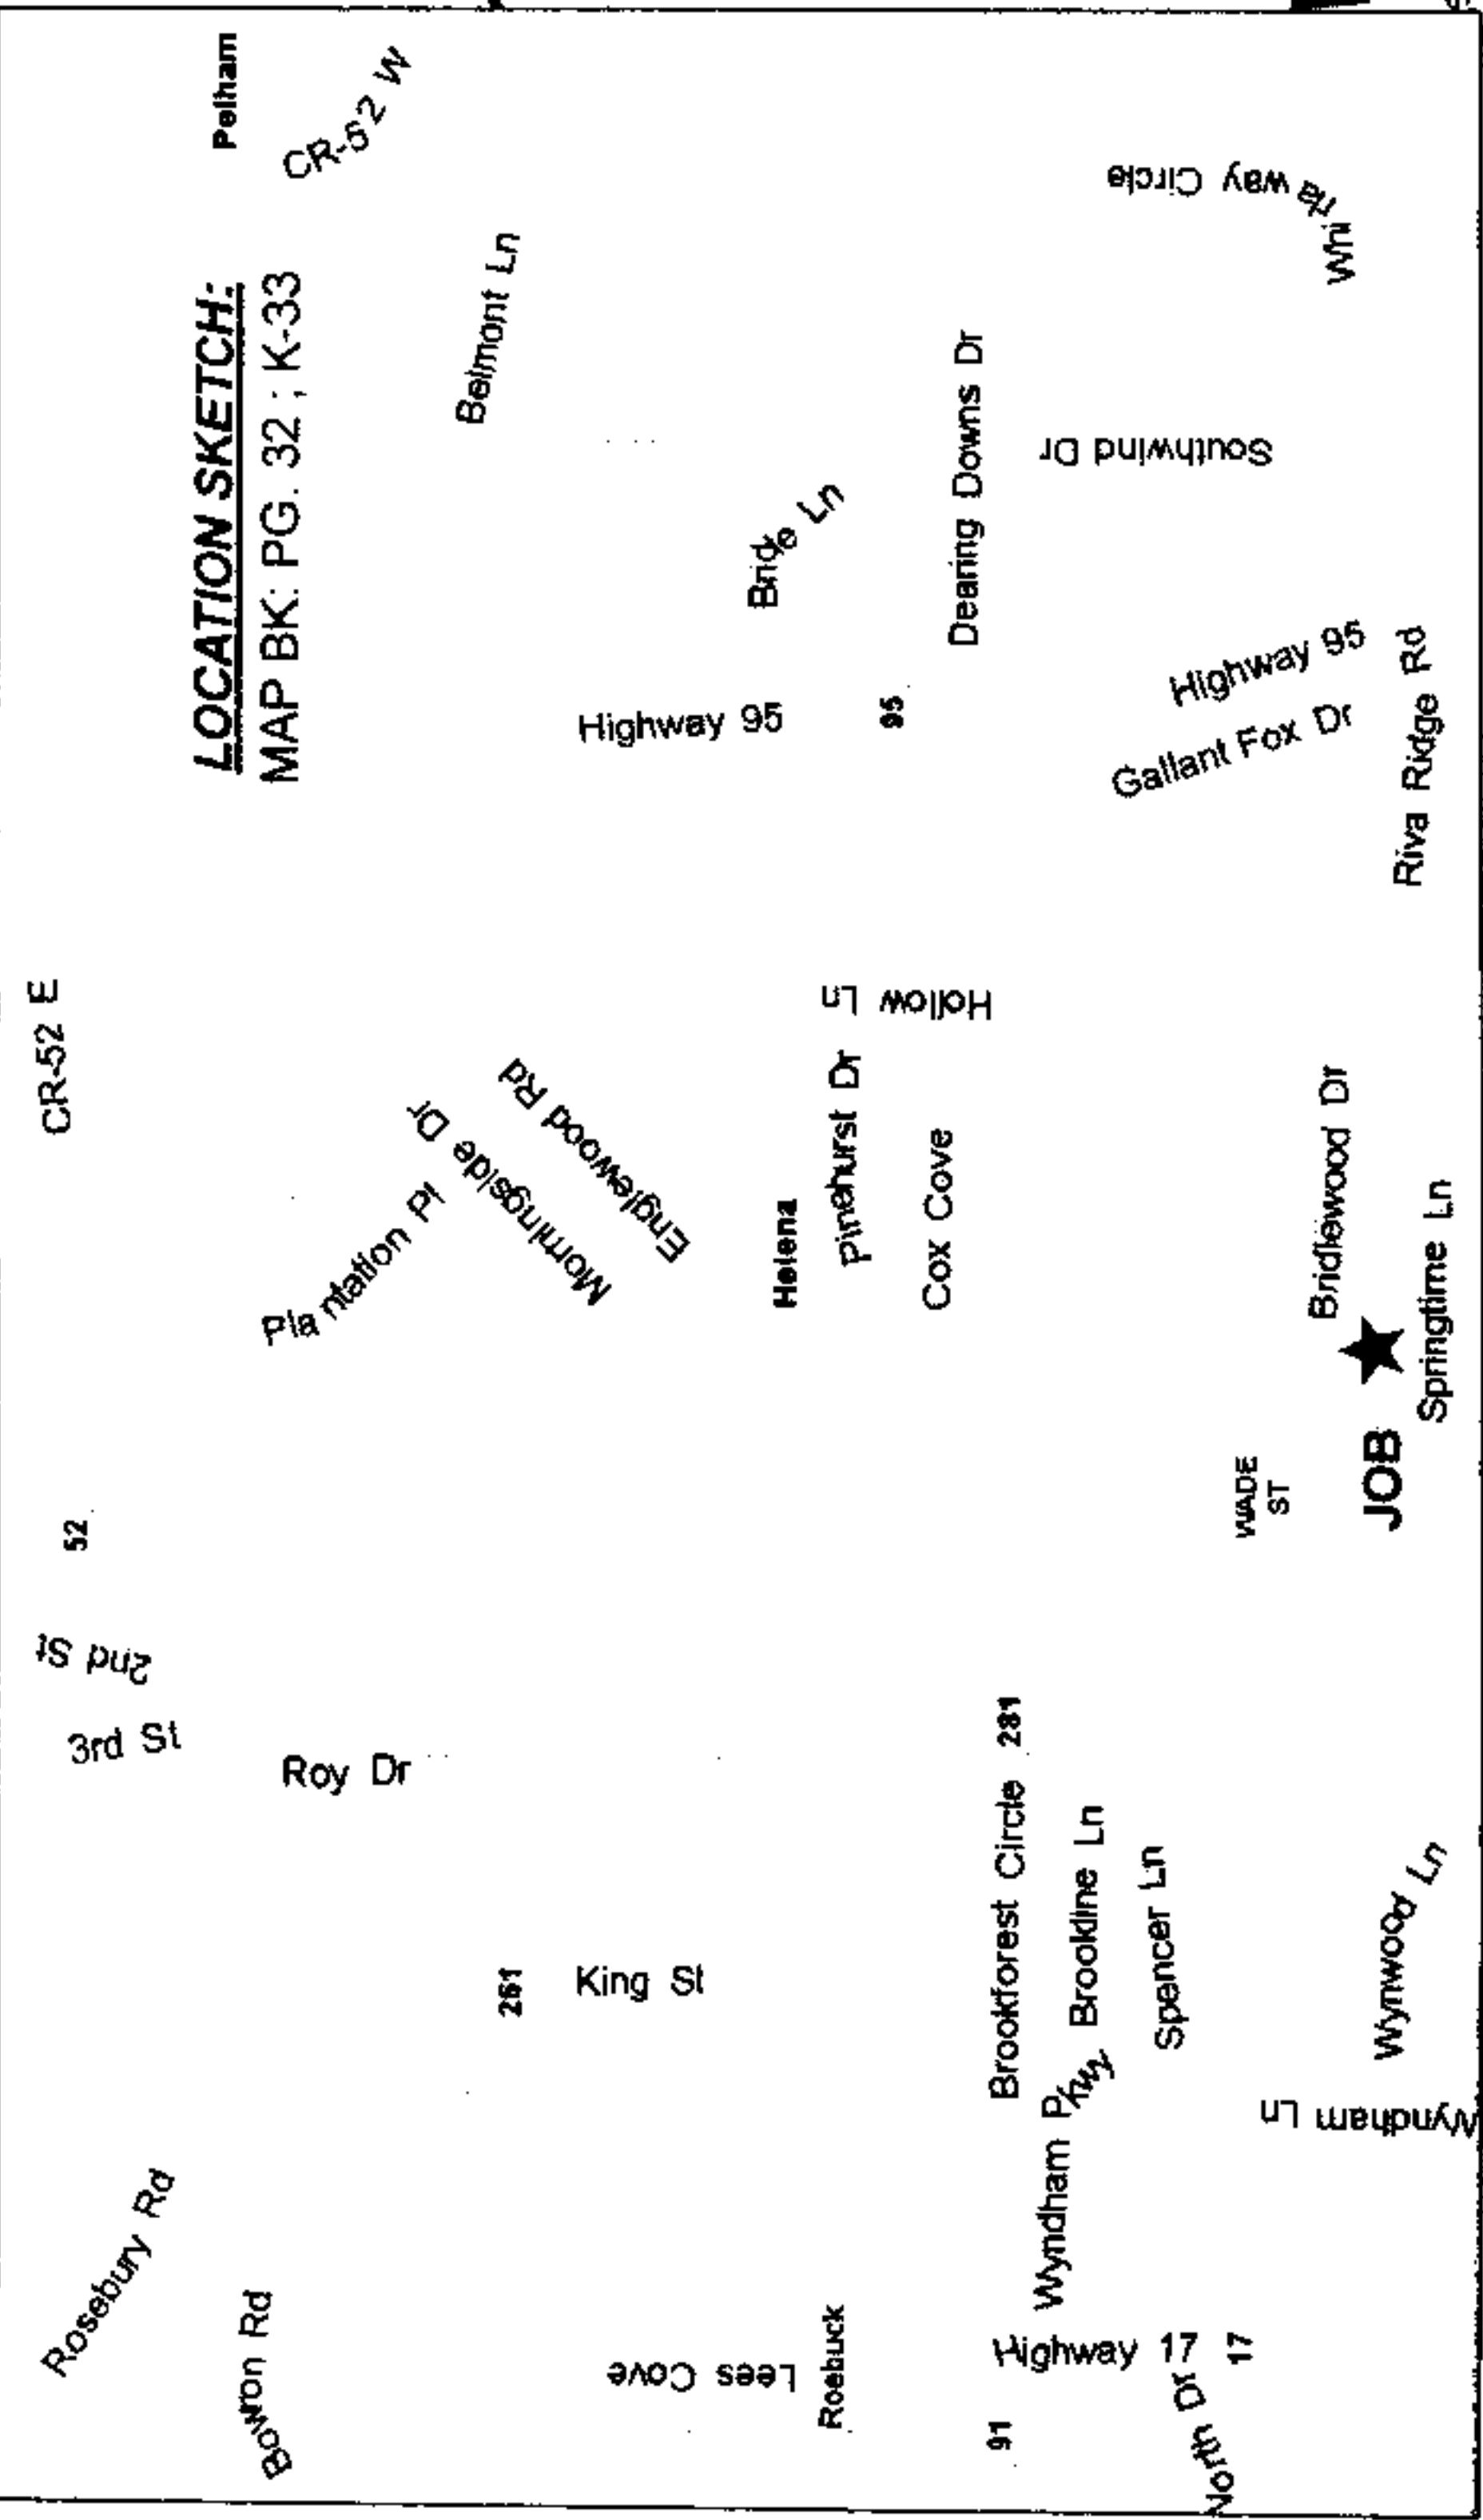 Pelham
CR-52 W
LOCATION SKETCH:
MAP BK: PG. 32 ; K-33
Belmont Ln
White way Circle
Southwind Dr
Dearing Downs Dr
Bridle Ln
Highway 95
95
Highway 95
Gallant Fox Dr
Riva Ridge Rd
CR-52 E
Hollow Ln
Plantation Pl
Morningside Dr
Englewood Rd
Helena
Pinehurst Dr
Cox Cove
Bridlewood Dr
Springtime Ln
JOB
WADE
ST
52
2nd St
3rd St
Roy Dr
261
King St
Brookforest Circle
261
Brookline Ln
Spencer Ln
Wyndham Pkwy
Wynwood Ln
Wyndham Ln
Rosebury Rd
Bowron Rd
Lees Cove
Roebuck
Highway 17
17
91
North Dr